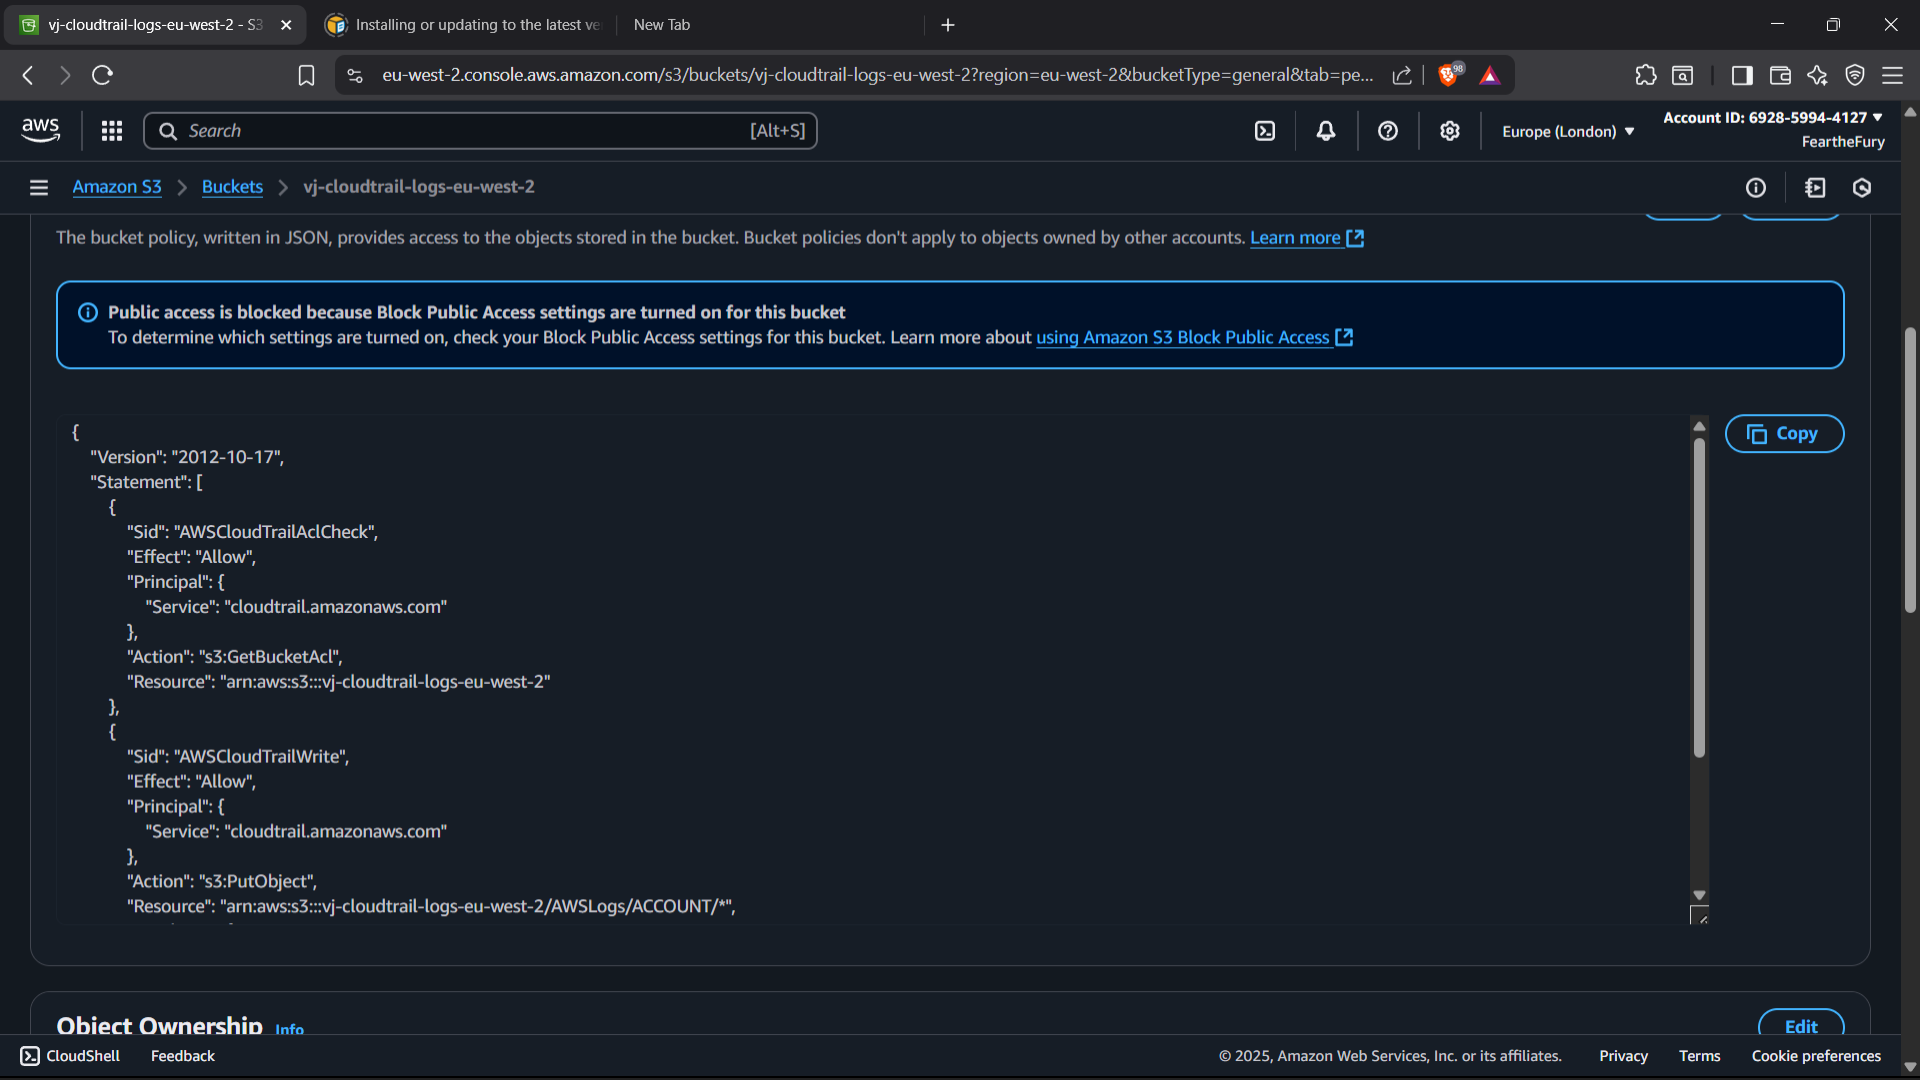 vj-cloudtrail-logs-eu-west-2 - S3
Installing or updating to the latest ve
New Tab
eu-west-2.console.aws.amazon.com/s3/buckets/vj-cloudtrail-logs-eu-west-2?region=eu-west-2&bucketType=general&tab=pe...
98
aws
Search
[Alt+S]
Europe (London)
Account ID: 6928-5994-4127
FeartheFury
Amazon S3
Buckets
vj-cloudtrail-logs-eu-west-2
The bucket policy, written in JSON, provides access to the objects stored in the bucket. Bucket policies don't apply to objects owned by other accounts. Learn more
Public access is blocked because Block Public Access settings are turned on for this bucket
To determine which settings are turned on, check your Block Public Access settings for this bucket. Learn more about using Amazon S3 Block Public Access
Copy
{
"Version": "2012-10-17",
"Statement": [
{
"Sid": "AWSCloudTrailAclCheck",
"Effect": "Allow",
"Principal": {
"Service": "cloudtrail.amazonaws.com"
},
"Action": "s3:GetBucketAcl",
"Resource": "arn:aws:s3:::vj-cloudtrail-logs-eu-west-2"
},
{
"Sid": "AWSCloudTrailWrite",
"Effect": "Allow",
"Principal": {
"Service": "cloudtrail.amazonaws.com"
},
"Action": "s3:PutObject",
"Resource": "arn:aws:s3:::vj-cloudtrail-logs-eu-west-2/AWSLogs/ACCOUNT/*",
Object Ownership Info
Edit
CloudShell
Feedback
© 2025, Amazon Web Services, Inc. or its affiliates.
Privacy
Terms
Cookie preferences